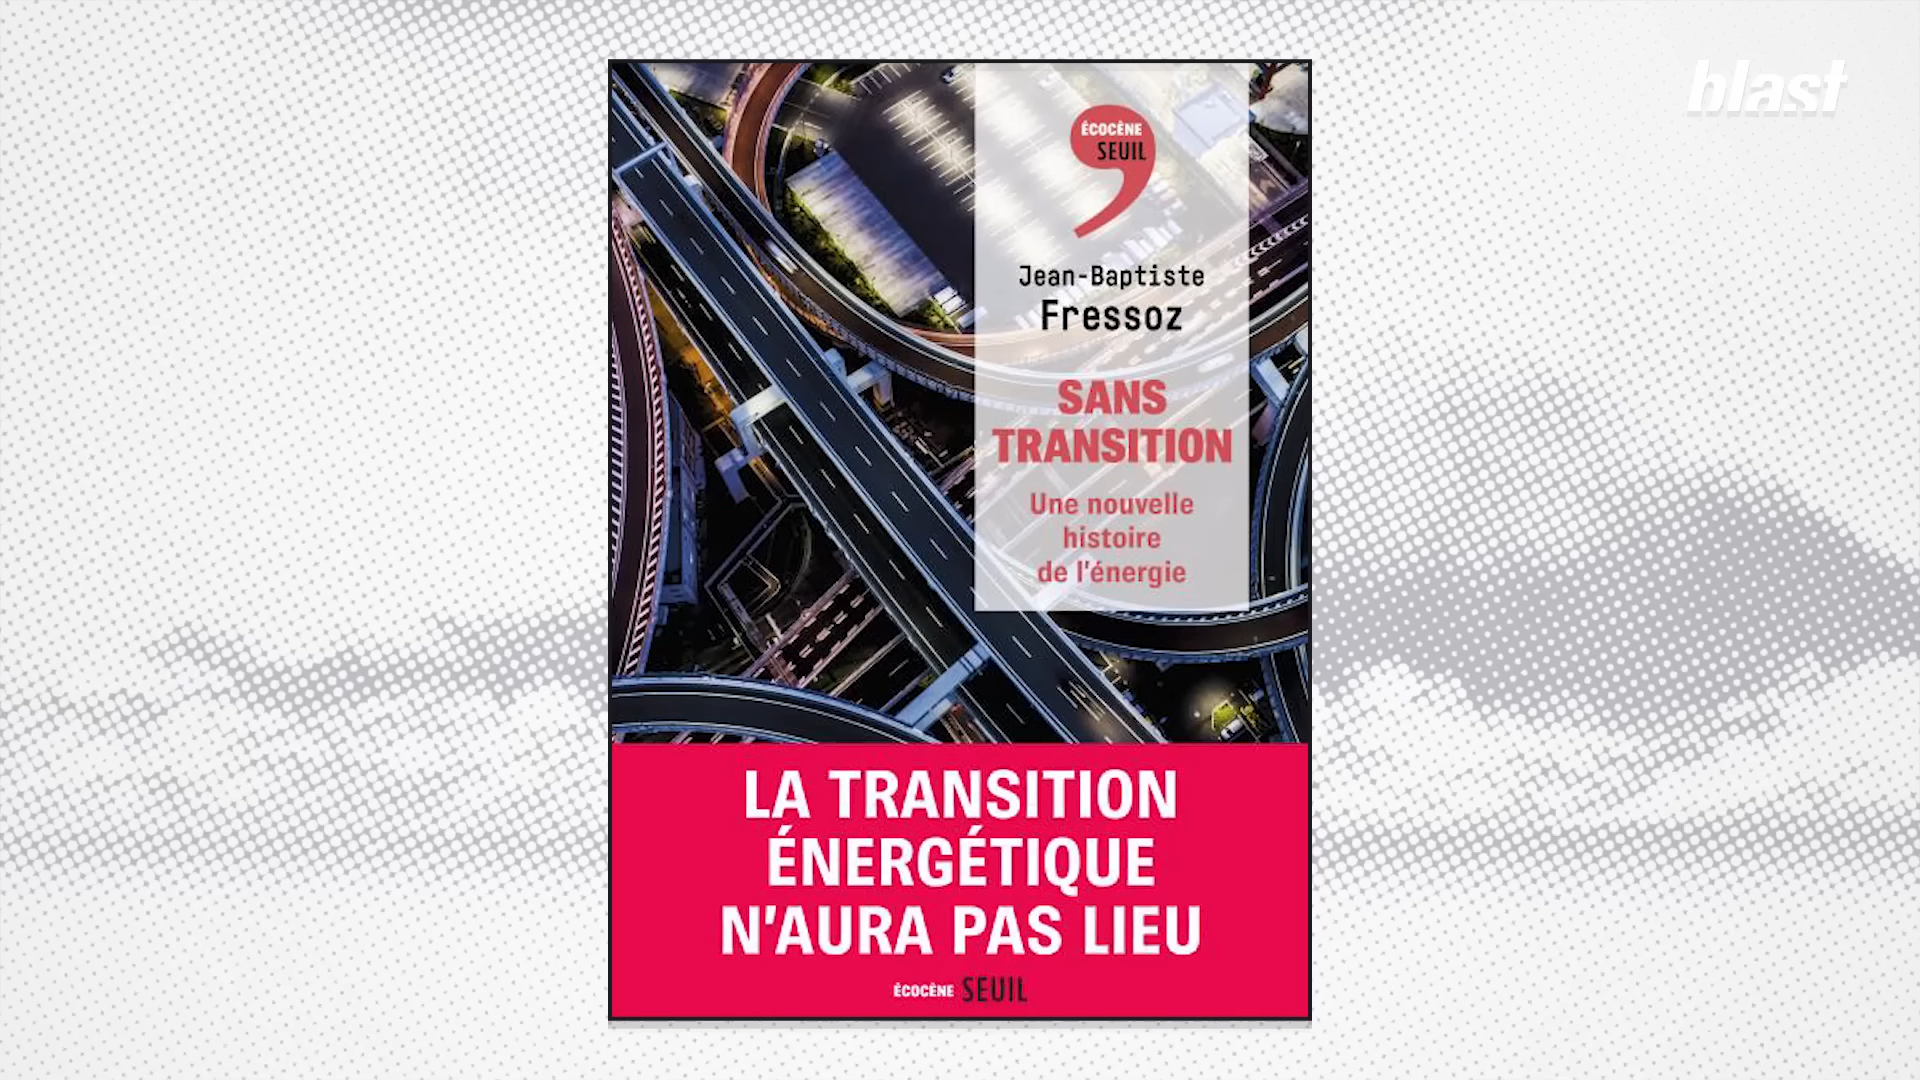 blast
ÉCOCÈNE
SEUIL
Jean-Baptiste
Fressoz
SANS
TRANSITION
Une nouvelle
histoire
de l'énergie
LA TRANSITION
ÉNERGÉTIQUE
N'AURA PAS LIEU
ÉCOCÈNE SEUIL